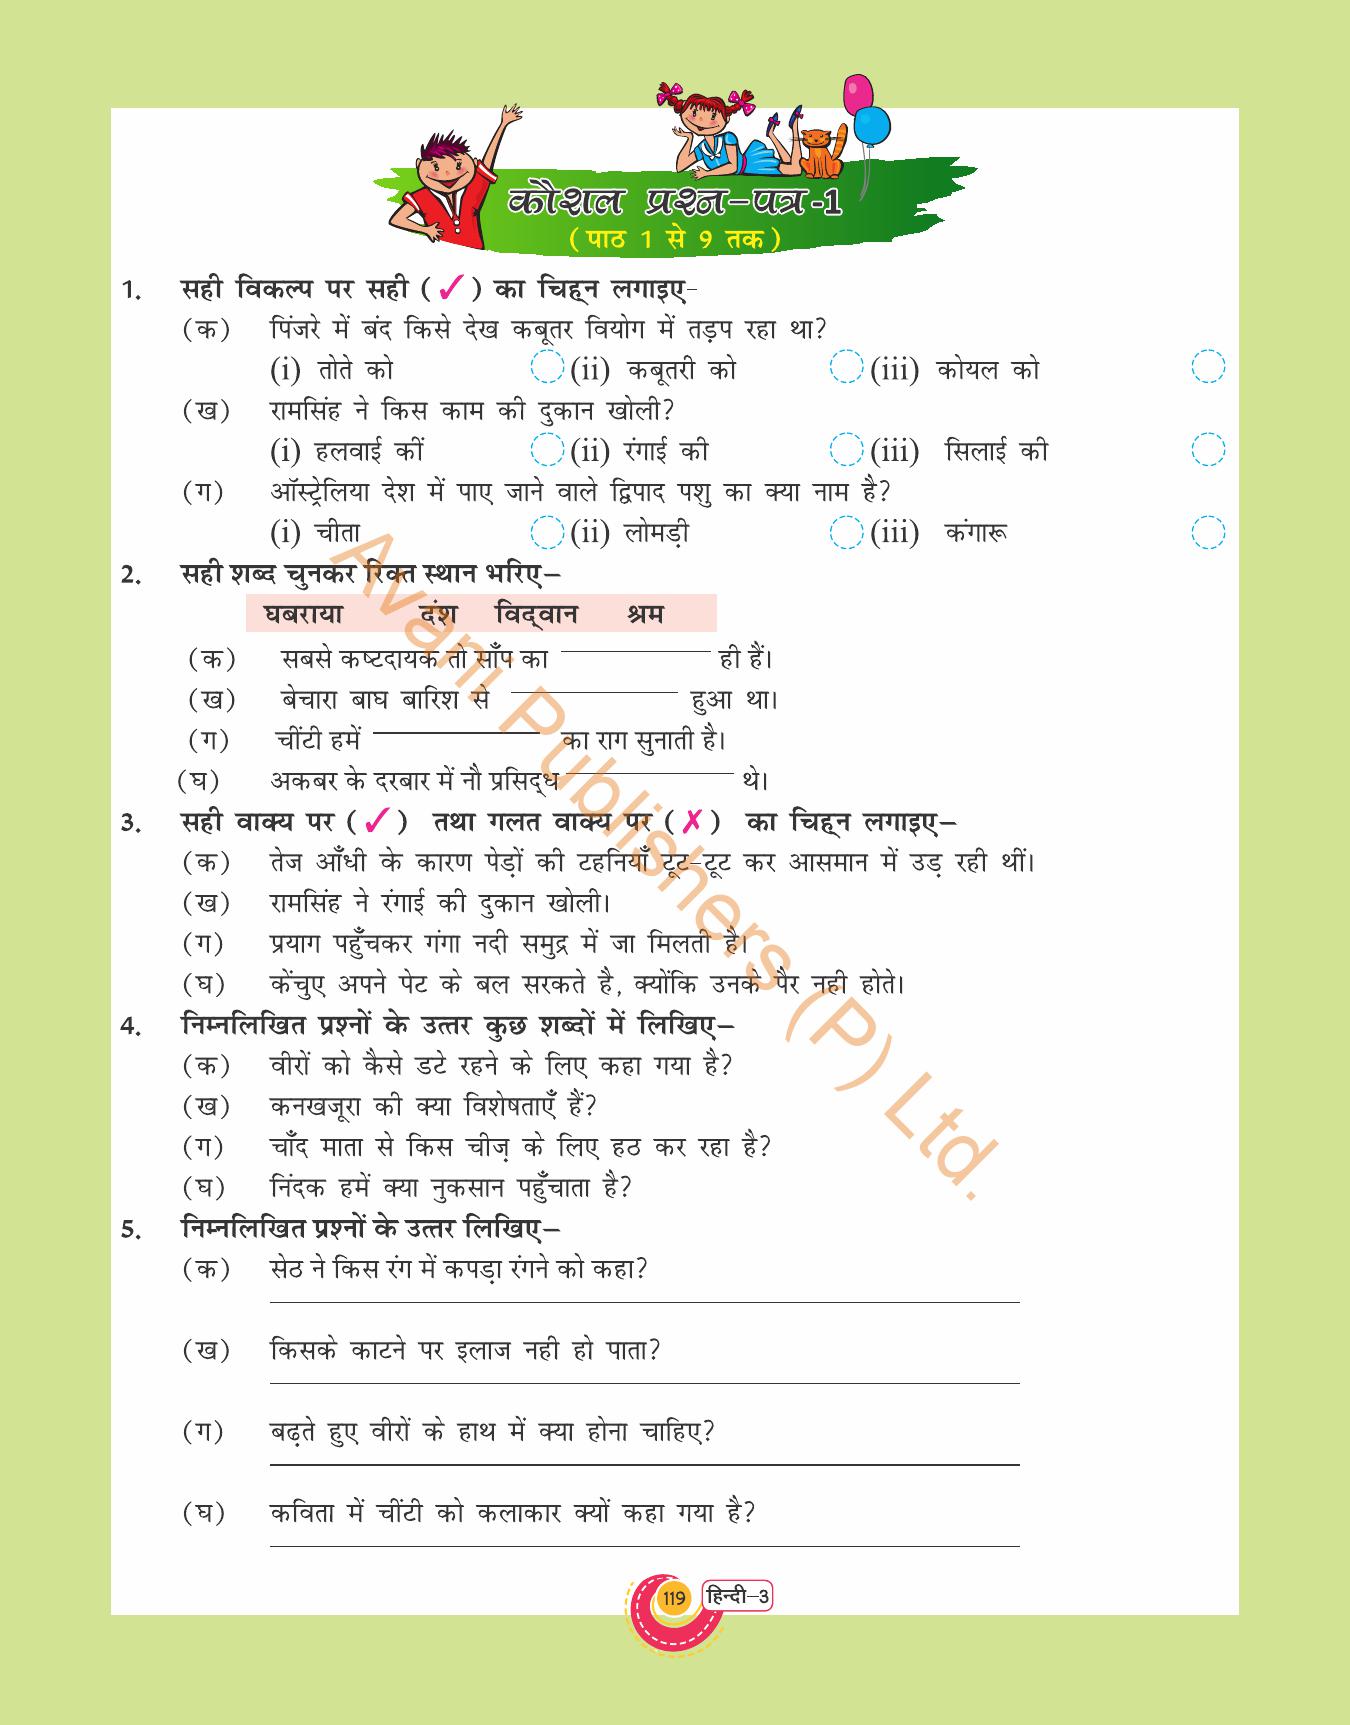 कौशल प्रश्न-पत्र-1
(पाठ 1 से 9 तक)
1. सही विकल्प पर सही (✓) का चिह्न लगाइए-
(क) पिंजरे में बंद किसे देख कबूतर वियोग में तड़प रहा था?
(i) तोते को (ii) कबूतरी को (iii) कोयल को
(ख) रामसिंह ने किस काम की दुकान खोली?
(i) हलवाई कीं (ii) रंगाई की (iii) सिलाई की
(ग) ऑस्ट्रेलिया देश में पाए जाने वाले द्विपाद पशु का क्या नाम है?
(i) चीता (ii) लोमड़ी (iii) कंगारू
2. सही शब्द चुनकर रिक्त स्थान भरिए–
घबराया दंश विद्वान श्रम
(क) सबसे कष्टदायक तो साँप का ______ ही हैं।
(ख) बेचारा बाघ बारिश से ______ हुआ था।
(ग) चींटी हमें ______ का राग सुनाती है।
(घ) अकबर के दरबार में नौ प्रसिद्ध ______ थे।
3. सही वाक्य पर (✓) तथा गलत वाक्य पर (✗) का चिह्न लगाइए–
(क) तेज आँधी के कारण पेड़ों की टहनियाँ टूट-टूट कर आसमान में उड़ रही थीं।
(ख) रामसिंह ने रंगाई की दुकान खोली।
(ग) प्रयाग पहुँचकर गंगा नदी समुद्र में जा मिलती है।
(घ) केंचुए अपने पेट के बल सरकते है, क्योंकि उनके पैर नही होते।
4. निम्नलिखित प्रश्नों के उत्तर कुछ शब्दों में लिखिए–
(क) वीरों को कैसे डटे रहने के लिए कहा गया है?
(ख) कनखजूरा की क्या विशेषताएँ हैं?
(ग) चाँद माता से किस चीज़ के लिए हठ कर रहा है?
(घ) निंदक हमें क्या नुकसान पहुँचाता है?
5. निम्नलिखित प्रश्नों के उत्तर लिखिए–
(क) सेठ ने किस रंग में कपड़ा रंगने को कहा?
(ख) किसके काटने पर इलाज नही हो पाता?
(ग) बढ़ते हुए वीरों के हाथ में क्या होना चाहिए?
(घ) कविता में चींटी को कलाकार क्यों कहा गया है?
119 हिन्दी–3
Avani Publishers (P) Ltd.